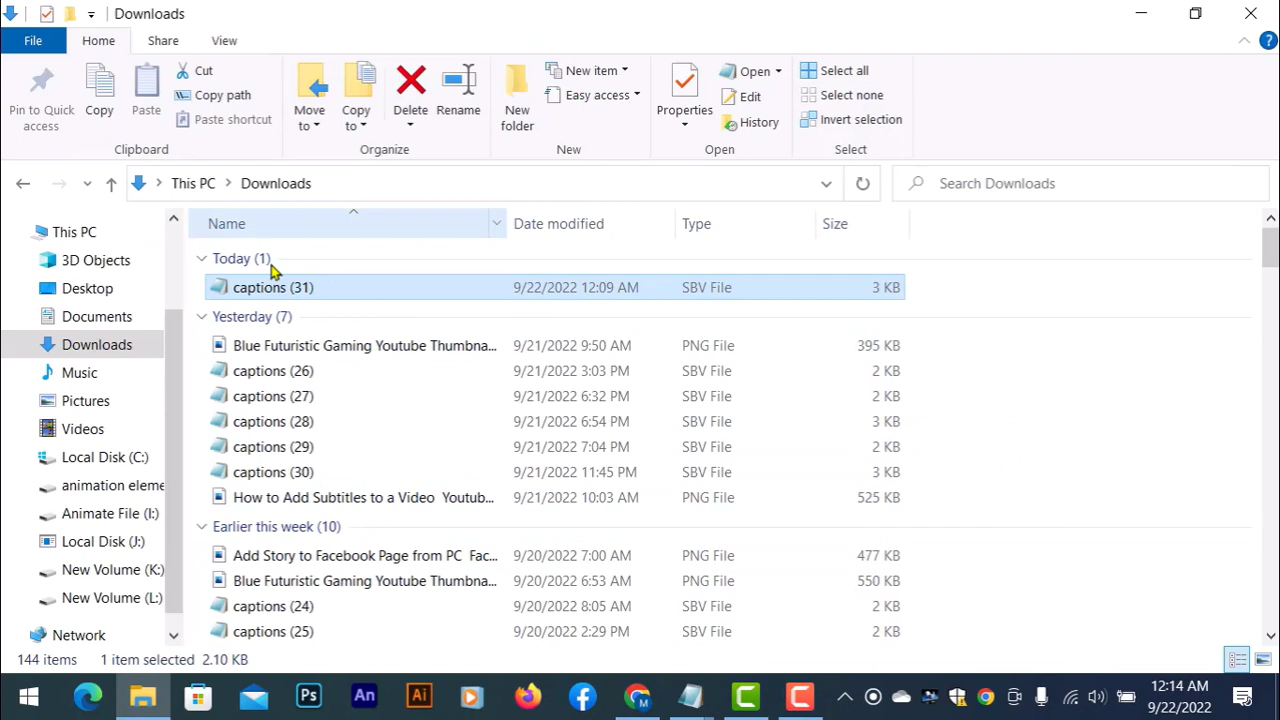 Downloads
File Home Share View
Pin to Quick access
Copy
Paste
Cut
Copy path
Paste shortcut
Move to
Copy to
Delete
Rename
New folder
New item
Easy access
Properties
Open
Edit
History
Select all
Select none
Invert selection
Clipboard Organize New Open Select
This PC Downloads
Search Downloads
This PC
3D Objects
Desktop
Documents
Downloads
Music
Pictures
Videos
Local Disk (C:)
animation eleme
Animate File (I:)
Local Disk (J:)
New Volume (K:)
New Volume (L:)
Network
Name Date modified Type Size
Today (1)
captions (31) 9/22/2022 12:09 AM SBV File 3 KB
Yesterday (7)
Blue Futuristic Gaming Youtube Thumbna... 9/21/2022 9:50 AM PNG File 395 KB
captions (26) 9/21/2022 3:03 PM SBV File 2 KB
captions (27) 9/21/2022 6:32 PM SBV File 2 KB
captions (28) 9/21/2022 6:54 PM SBV File 3 KB
captions (29) 9/21/2022 7:04 PM SBV File 2 KB
captions (30) 9/21/2022 11:45 PM SBV File 3 KB
How to Add Subtitles to a Video Youtub... 9/21/2022 10:03 AM PNG File 525 KB
Earlier this week (10)
Add Story to Facebook Page from PC Fac... 9/20/2022 7:00 AM PNG File 477 KB
Blue Futuristic Gaming Youtube Thumbna... 9/20/2022 6:53 AM PNG File 550 KB
captions (24) 9/20/2022 8:05 AM SBV File 2 KB
captions (25) 9/20/2022 2:29 PM SBV File 2 KB
144 items 1 item selected 2.10 KB
Ps An Ai M
12:14 AM
9/22/2022